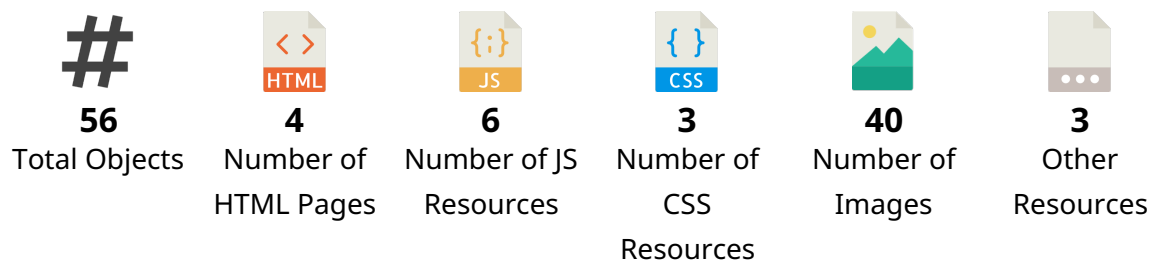 #
HTML
JS
CSS
56
4
6
3
40
3
Total Objects
Number of
HTML Pages
Number of JS
Resources
Number of
CSS
Resources
Number of
Images
Other
Resources